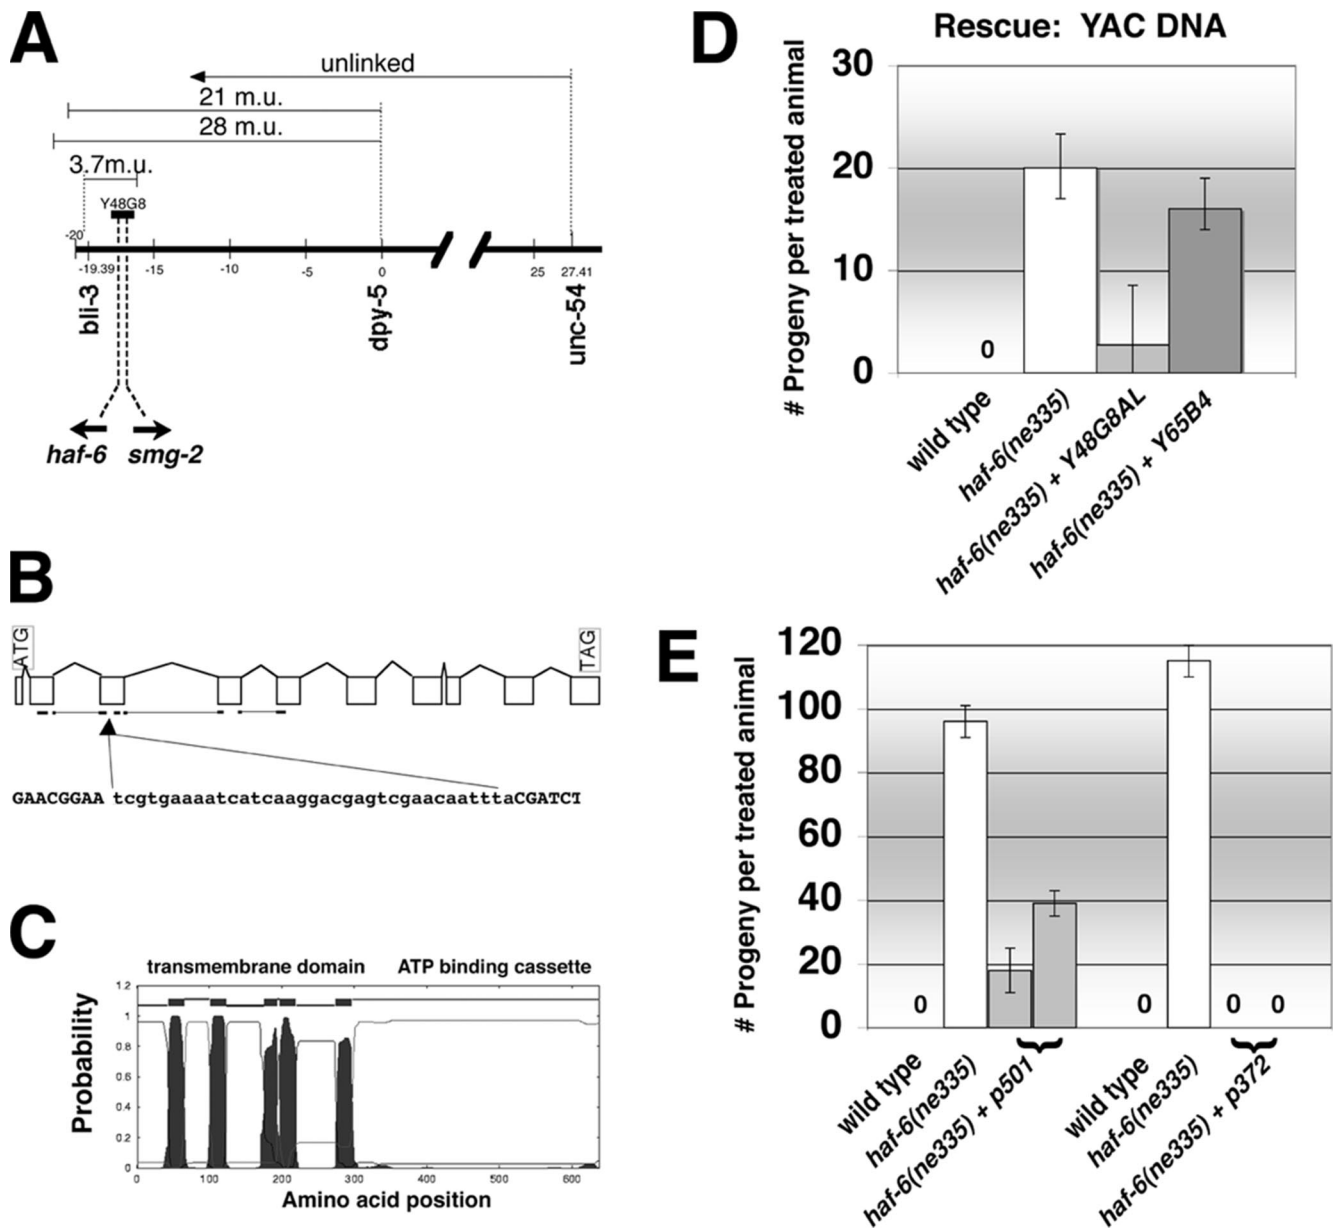 A
unlinked
21 m.u.
28 m.u.
3.7m.u.
Y48G8
-20
-19.39 -15 -10 -5 0 25 27.41
bli-3
dpy-5
unc-54
haf-6 smg-2
B
ATG
TAG
GAACGGAA tcgtgaaaatcatcaaggacgagtcgaacaatttaCGATCT
C
transmembrane domain ATP binding cassette
Probability
1.2
1
0.8
0.6
0.4
0.2
0
0 100 200 300 400 500 600
Amino acid position
D
Rescue: YAC DNA
# Progeny per treated animal
30
20
10
0
0
wild type
haf-6(ne335)
haf-6(ne335) + Y48G8AL
haf-6(ne335) + Y65B4
E
# Progeny per treated animal
120
100
80
60
40
20
0
0 0 0 0
wild type
haf-6(ne335)
haf-6(ne335) + p501
wild type
haf-6(ne335)
haf-6(ne335) + p372